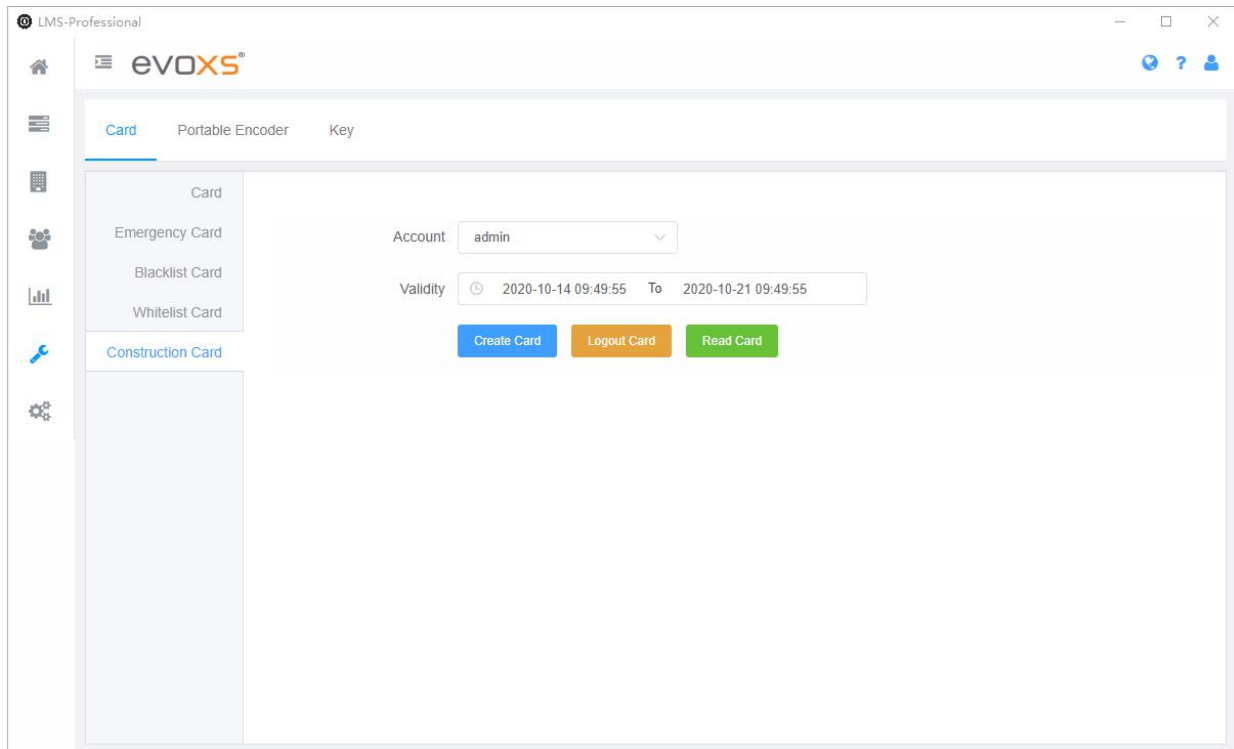 LMS-Professional
evoxs®
?
Card Portable Encoder Key
Card
Emergency Card
Blacklist Card
Whitelist Card
Construction Card
Account admin
Validity 2020-10-14 09:49:55 To 2020-10-21 09:49:55
Create Card Logout Card Read Card